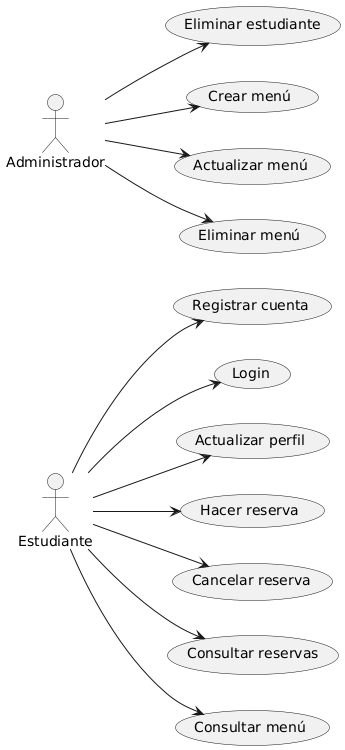 Eliminar estudiante
Crear menú
Administrador
Actualizar menú
Eliminar menú
Registrar cuenta
Login
Actualizar perfil
Hacer reserva
Estudiante
Cancelar reserva
Consultar reservas
Consultar menú